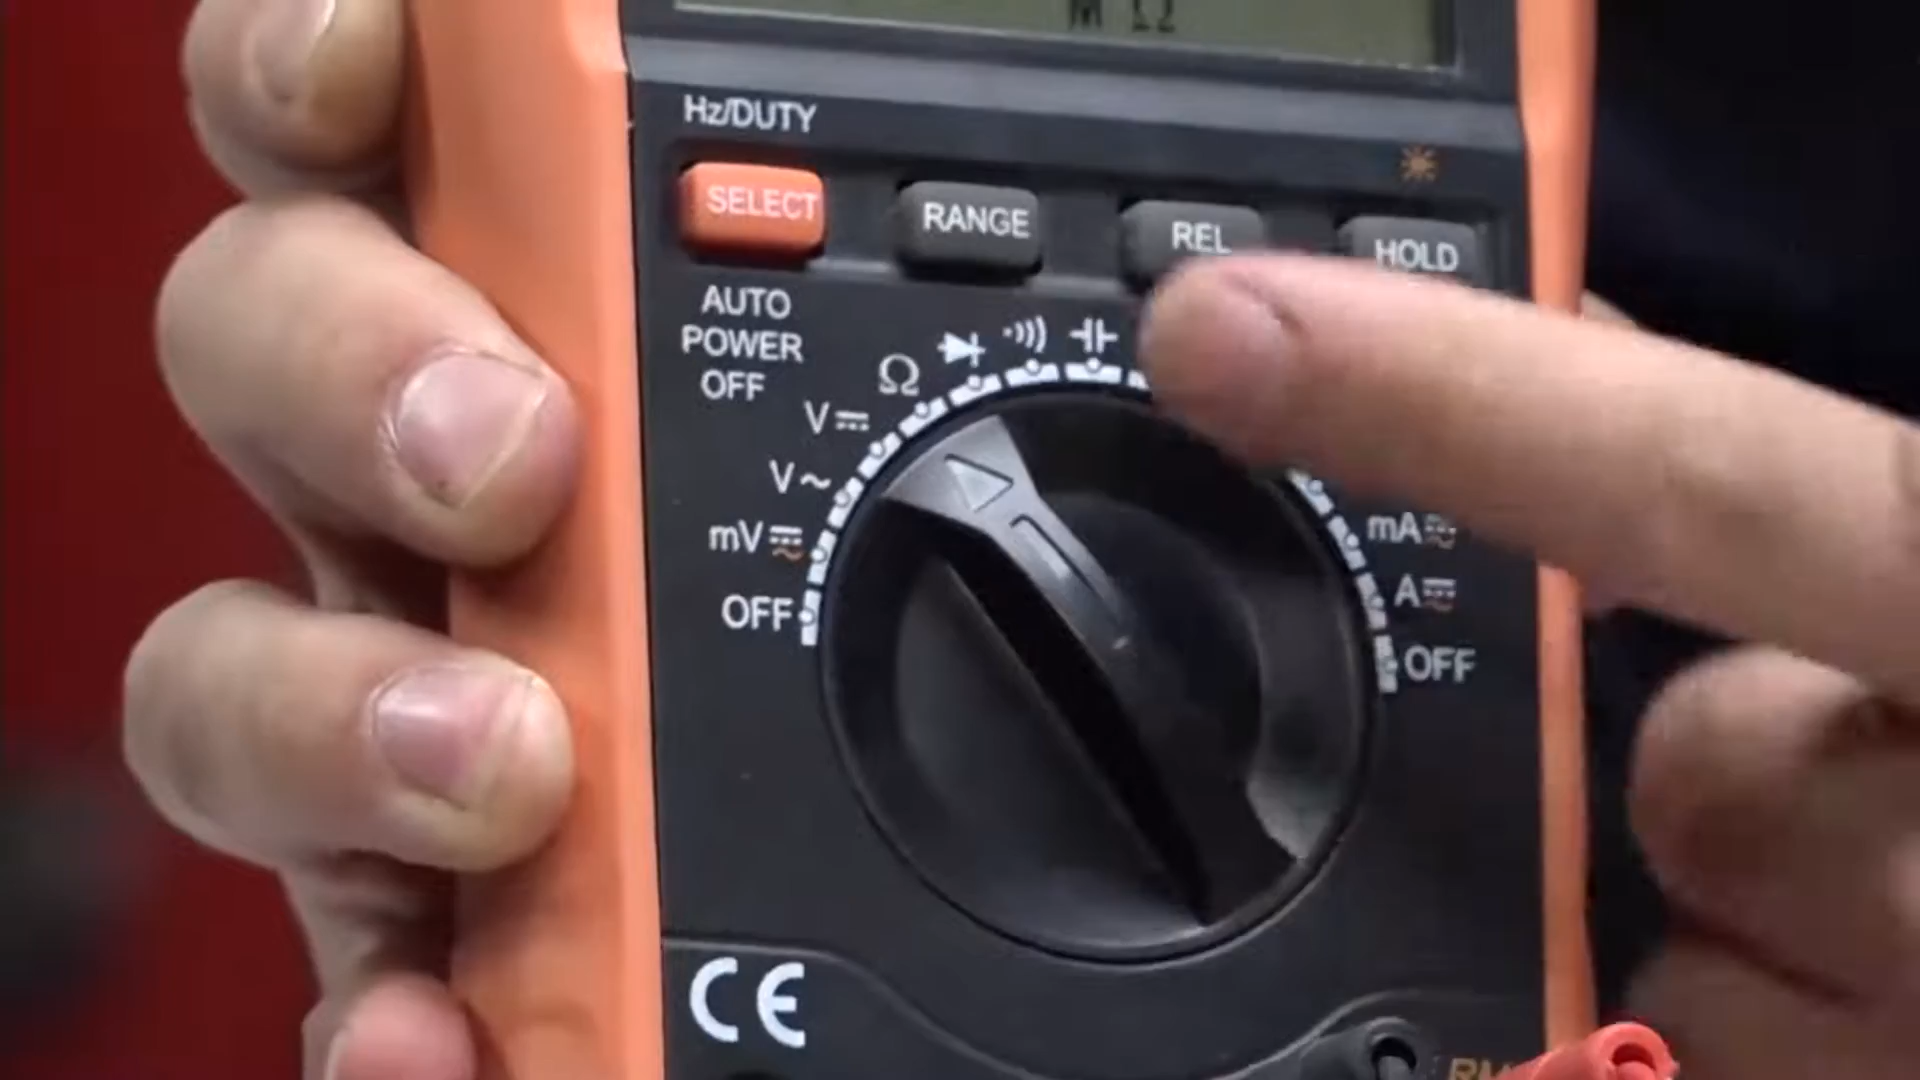 M Ω
Hz/DUTY
SELECT
RANGE
REL
HOLD
AUTO
POWER
OFF
Ω
V
V~
mV
OFF
mA
A
OFF
CE